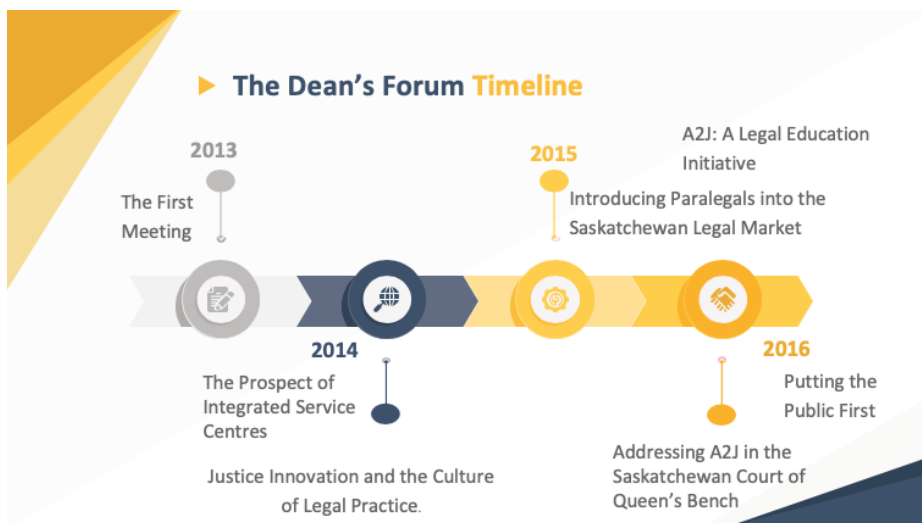 The Dean’s Forum Timeline
2013
The First
Meeting
2014
The Prospect of
Integrated Service
Centres
Justice Innovation and the Culture
of Legal Practice.
2015
A2J: A Legal Education
Initiative
Introducing Paralegals into the
Saskatchewan Legal Market
2016
Putting the
Public First
Addressing A2J in the
Saskatchewan Court of
Queen’s Bench